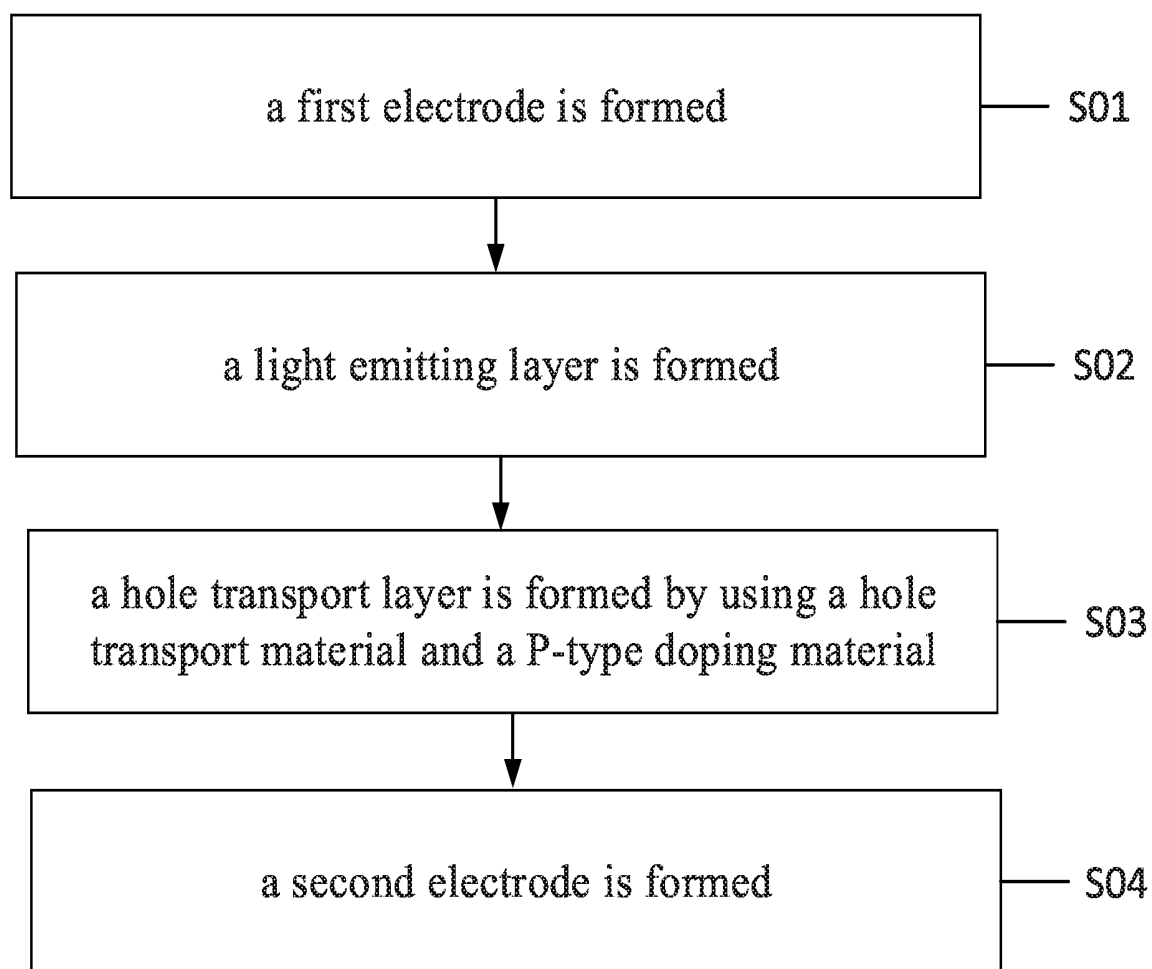 a first electrode is formed
S01
a light emitting layer is formed
S02
a hole transport layer is formed by using a hole
transport material and a P-type doping material
S03
a second electrode is formed
S04